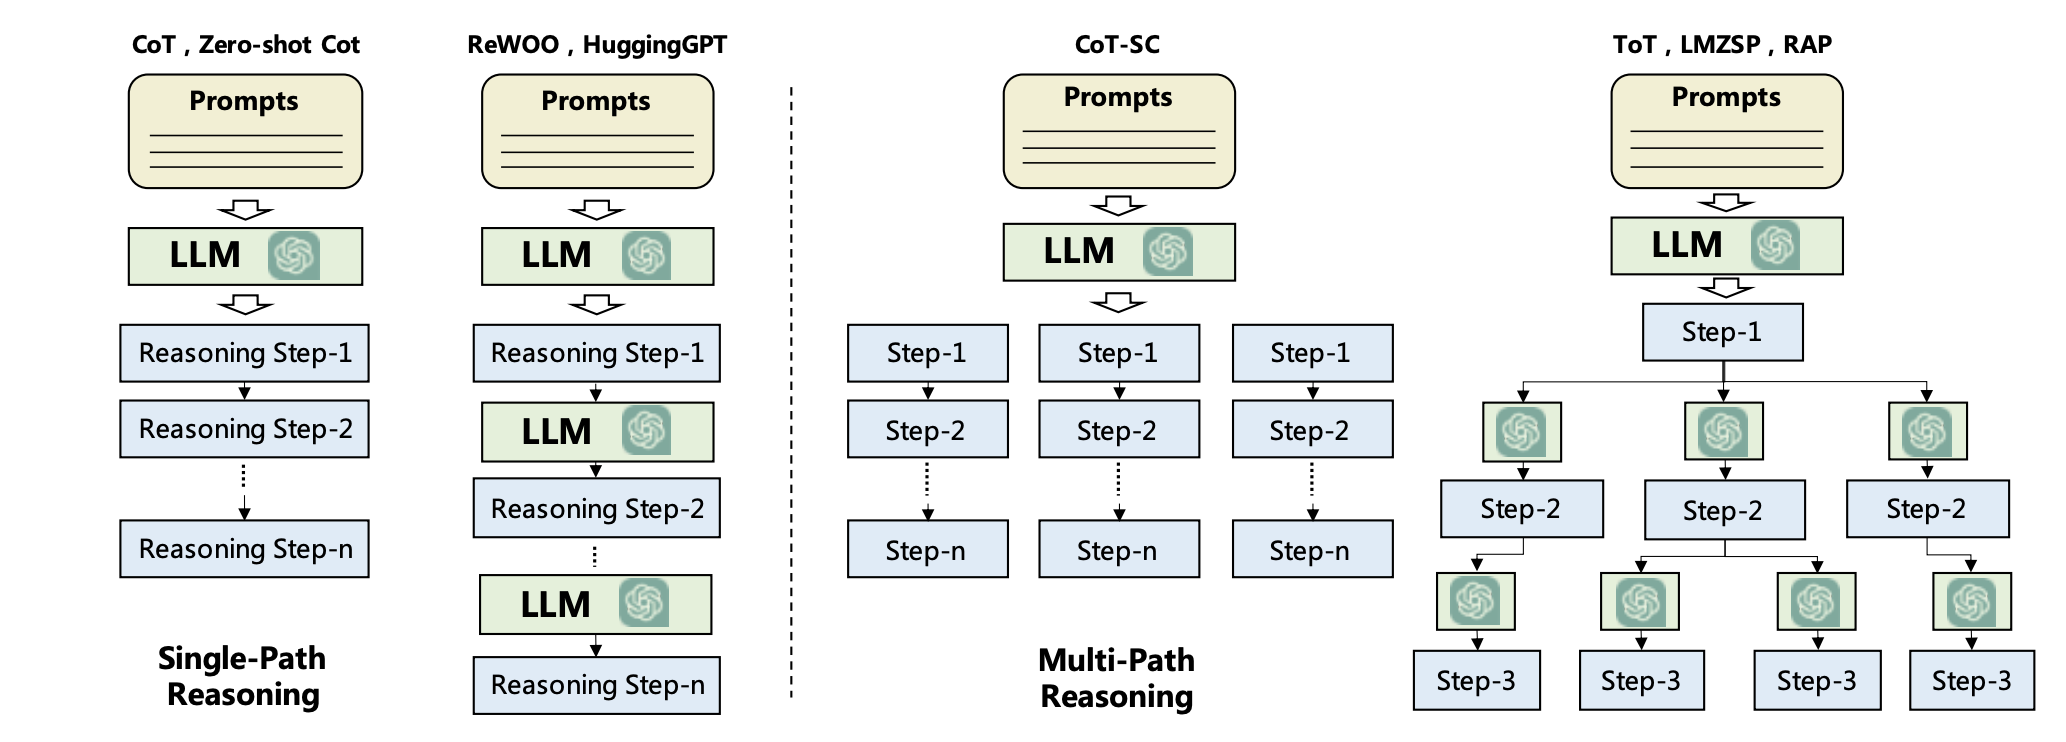 CoT , Zero-shot Cot
Prompts
LLM
Reasoning Step-1
Reasoning Step-2
Reasoning Step-n
Single-Path
Reasoning
ReWOO , HuggingGPT
Prompts
LLM
Reasoning Step-1
LLM
Reasoning Step-2
LLM
Reasoning Step-n
CoT-SC
Prompts
LLM
Step-1 Step-1 Step-1
Step-2 Step-2 Step-2
Step-n Step-n Step-n
Multi-Path
Reasoning
ToT , LMZSP , RAP
Prompts
LLM
Step-1
Step-2 Step-2 Step-2
Step-3 Step-3 Step-3 Step-3